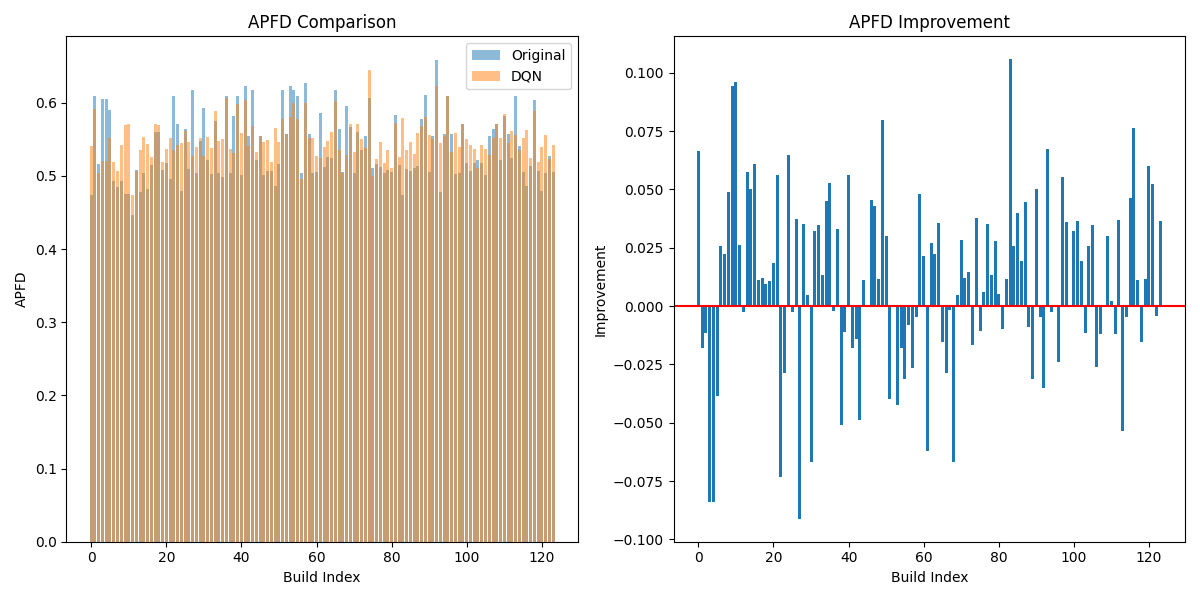 APFD Comparison
Original
DQN
APFD
0.6
0.5
0.4
0.3
0.2
0.1
0.0
0 20 40 60 80 100 120
Build Index
APFD Improvement
Improvement
0.100
0.075
0.050
0.025
0.000
−0.025
−0.050
−0.075
−0.100
0 20 40 60 80 100 120
Build Index